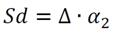 Sd = Δ · α₂